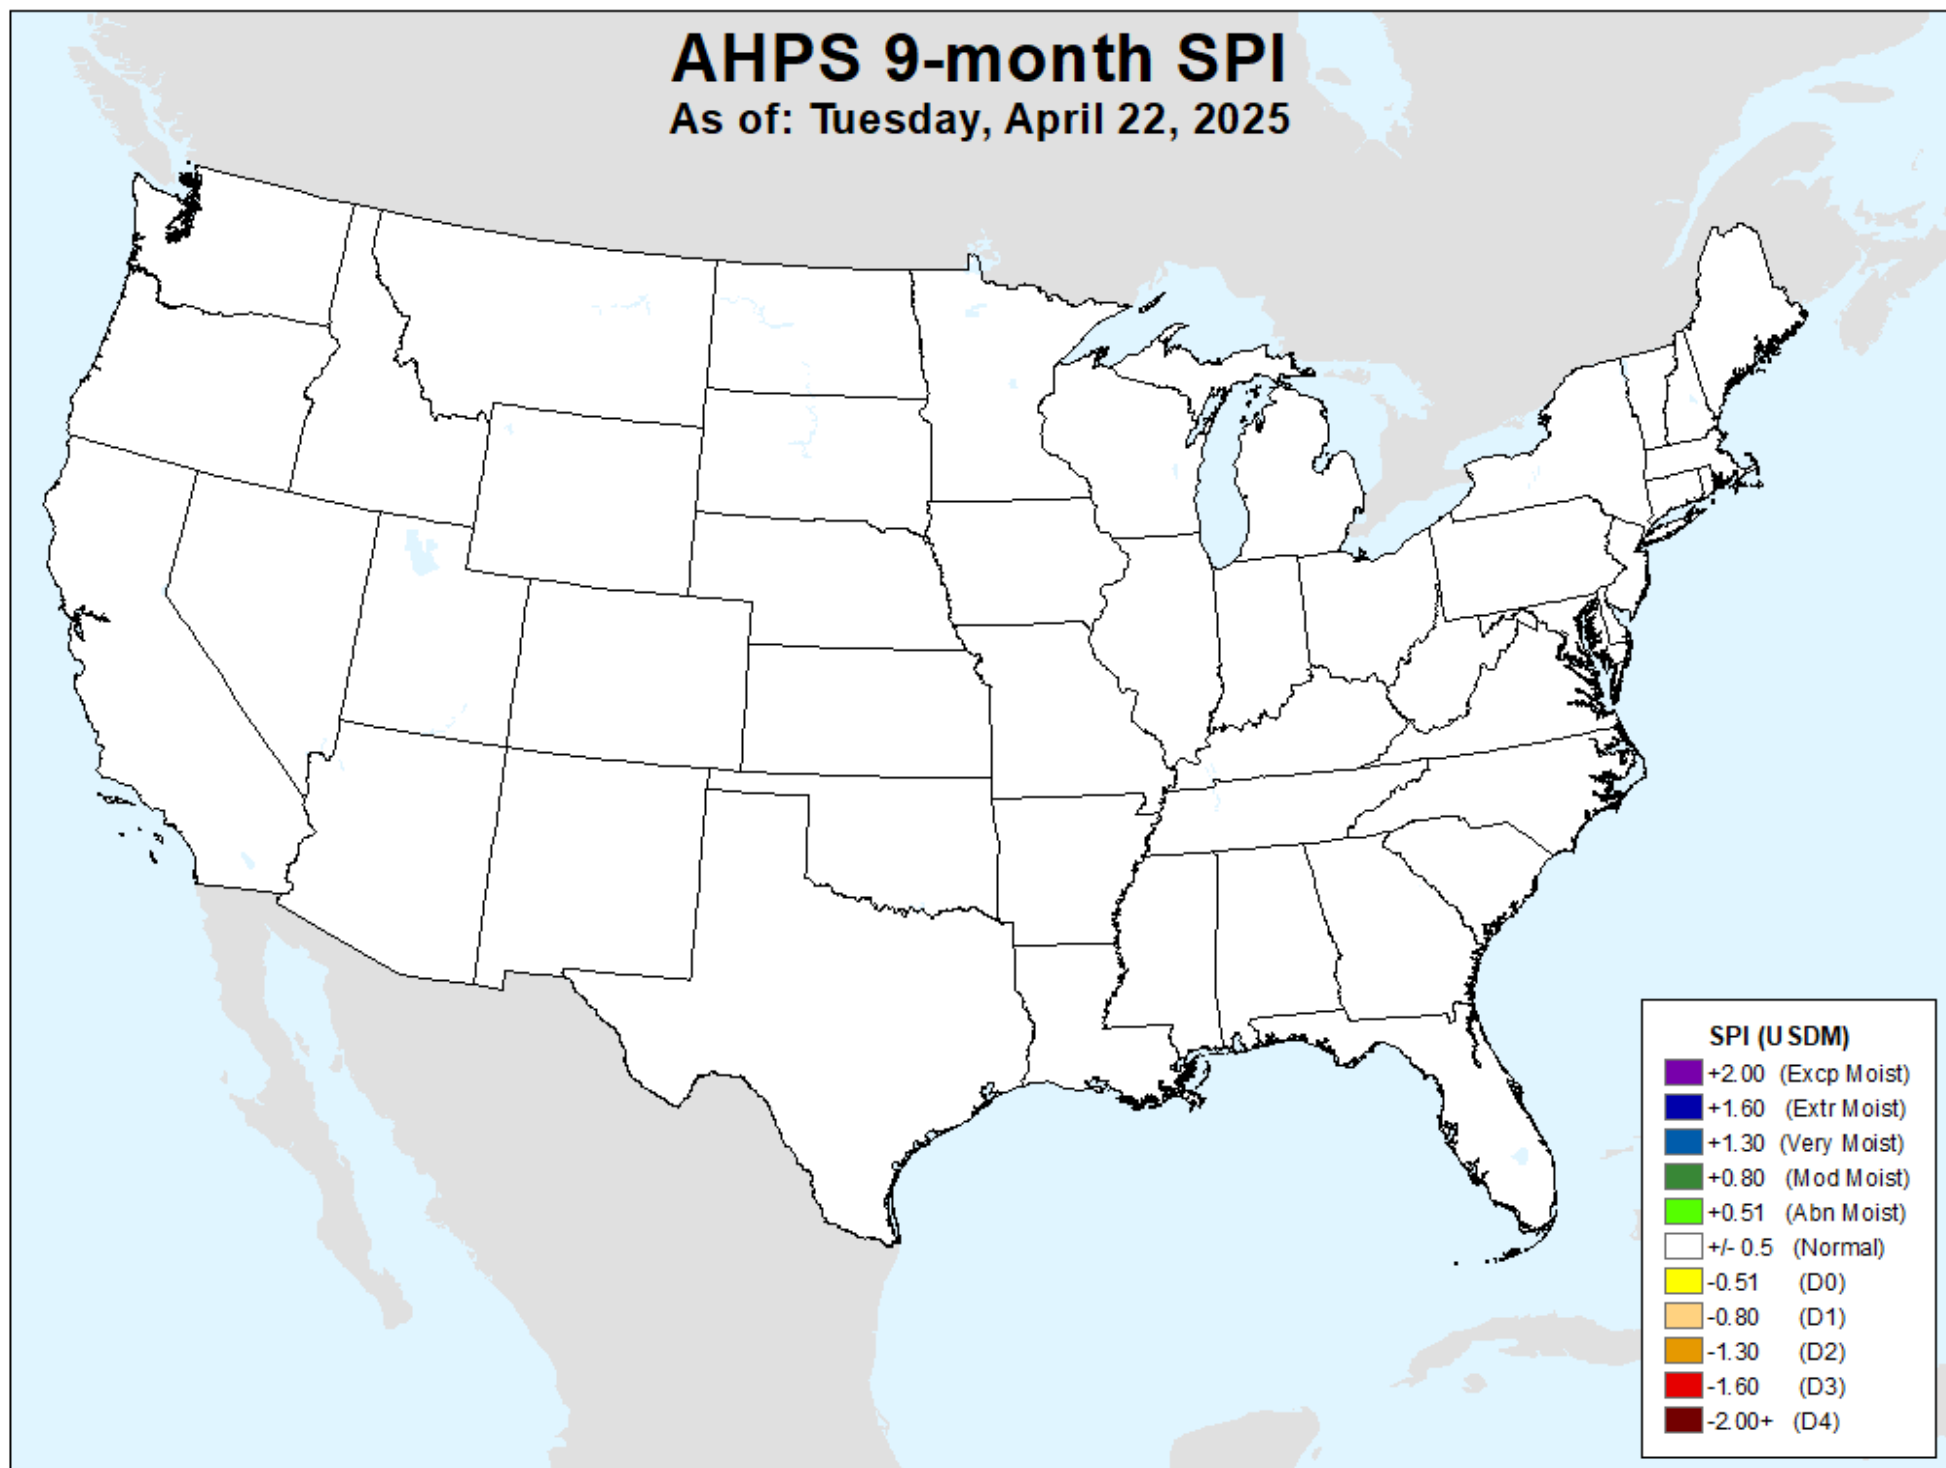 AHPS 9-month SPI
As of: Tuesday, April 22, 2025
SPI (USDM)
+2.00 (Excp Moist)
+1.60 (Extr Moist)
+1.30 (Very Moist)
+0.80 (Mod Moist)
+0.51 (Abn Moist)
+/- 0.5 (Normal)
-0.51 (D0)
-0.80 (D1)
-1.30 (D2)
-1.60 (D3)
-2.00+ (D4)